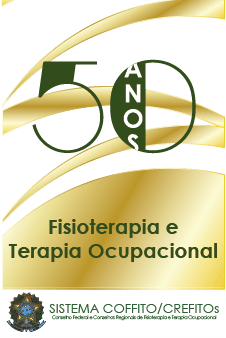 50
ANOS
Fisioterapia e
Terapia Ocupacional
SISTEMA COFFITO/CREFITOs
Conselho Federal e Conselhos Regionais de Fisioterapia e Terapia Ocupacional